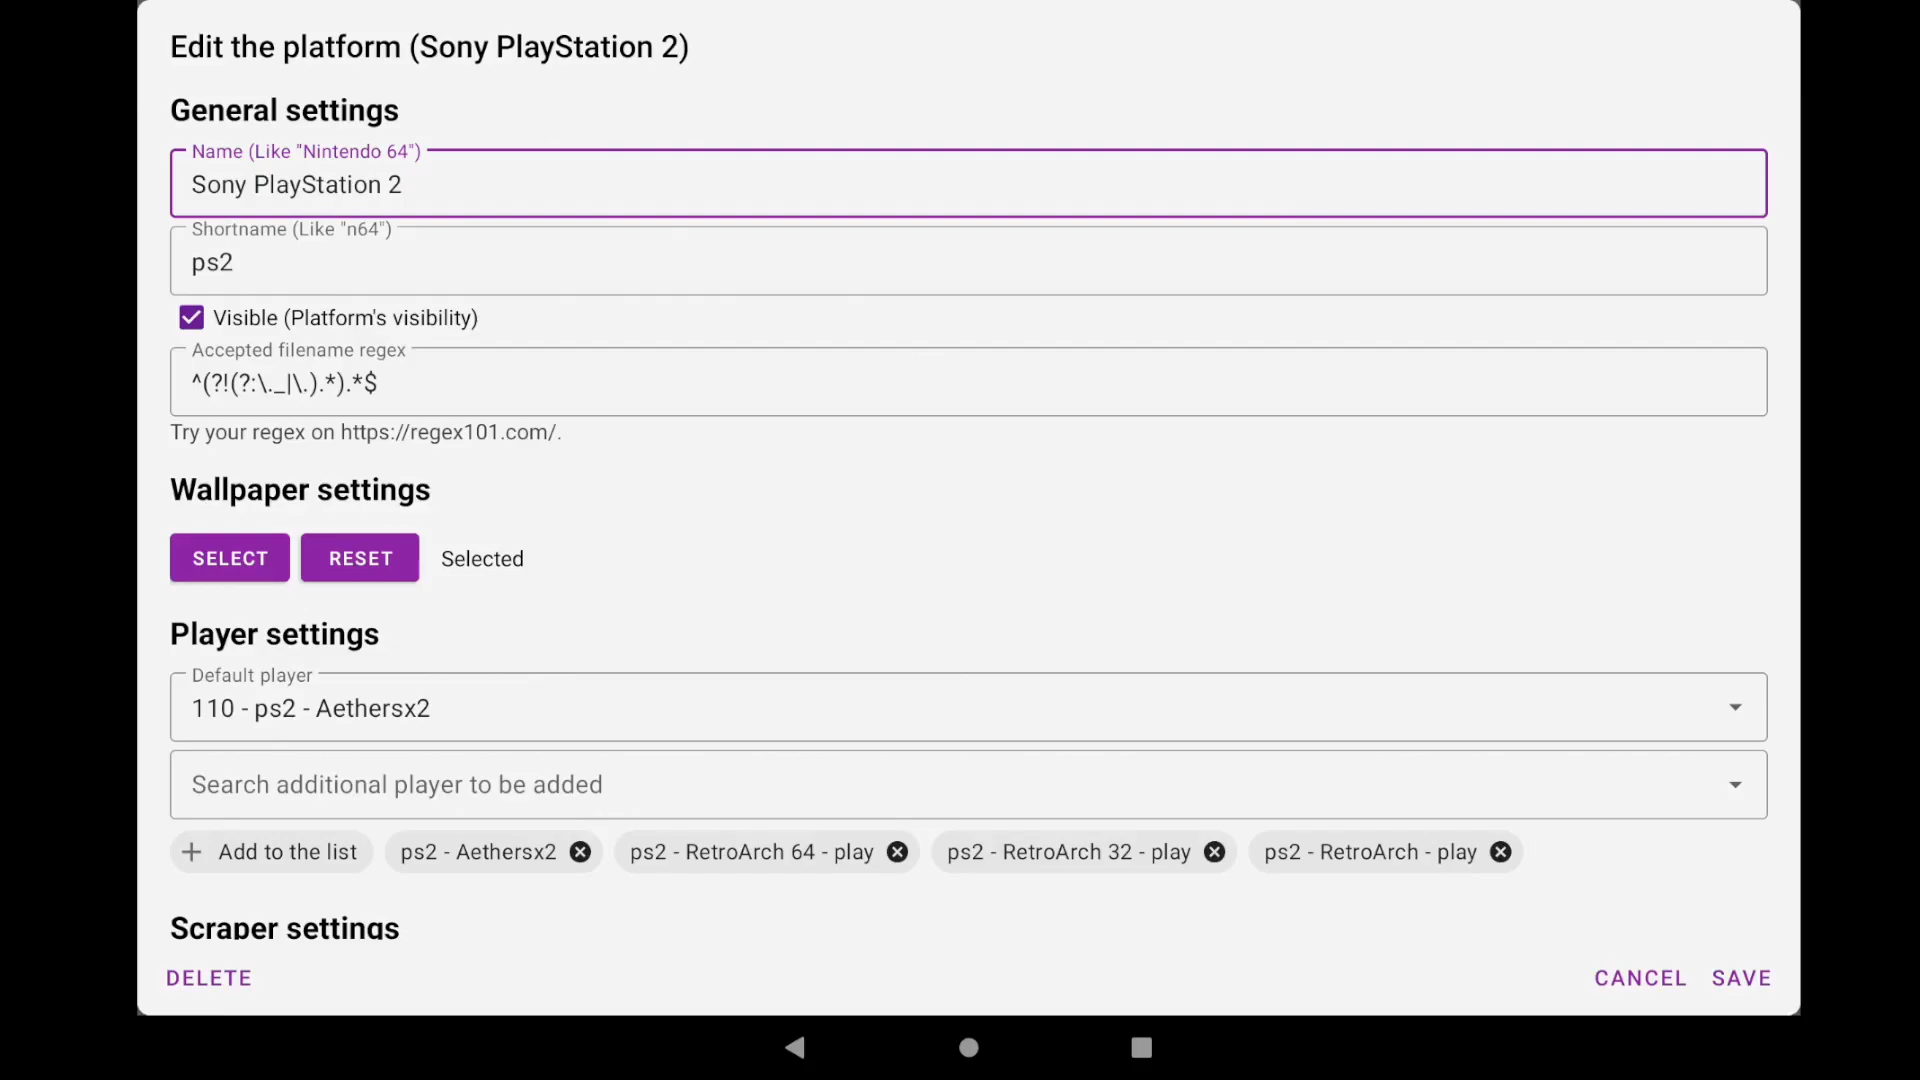 Edit the platform (Sony PlayStation 2)
General settings
Name (Like "Nintendo 64")
Sony PlayStation 2
Shortname (Like "n64")
ps2
Visible (Platform's visibility)
Accepted filename regex
^(?!(?:\._|\.).*).*$
Try your regex on https://regex101.com/.
Wallpaper settings
SELECT RESET Selected
Player settings
Default player
110 - ps2 - Aethersx2
Search additional player to be added
Add to the list ps2 - Aethersx2 ps2 - RetroArch 64 - play ps2 - RetroArch 32 - play ps2 - RetroArch - play
Scraper settings
DELETE CANCEL SAVE